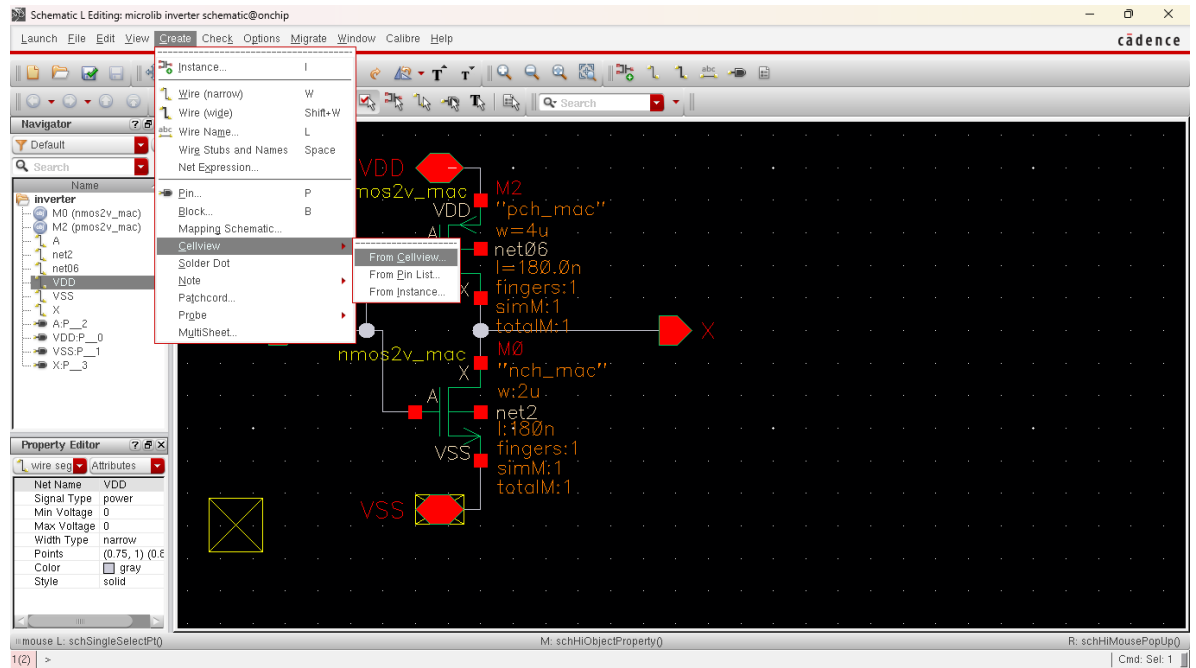 Schematic L Editing: microlib inverter schematic@onchip
Launch File Edit View Create Check Options Migrate Window Calibre Help
cādence
Instance... I
Wire (narrow) W
Wire (wide) Shift+W
Wire Name... L
Wire Stubs and Names Space
Net Expression...
Pin... P
Block... B
Mapping Schematic...
Cellview
Solder Dot
Note
Patchcord...
Probe
MultiSheet...
From Cellview...
From Pin List...
From Instance...
Search
Navigator
Default
Search
Name
inverter
M0 (nmos2v_mac)
M2 (pmos2v_mac)
A
net2
net06
VDD
VSS
X
A:P__2
VDD:P__0
VSS:P__1
X:P__3
Property Editor
wire seg Attributes
Net Name VDD
Signal Type power
Min Voltage 0
Max Voltage 0
Width Type narrow
Points (0.75, 1) (0.6
Color gray
Style solid
VDD
mos2v_mac
M2
VDD
"pch_mac"
w=4u
A
net06
l=180.0n
X
fingers:1
simM:1
totalM:1
X
nmos2v_mac
M0
X
"nch_mac"
w:2u
A
net2
l:180n
VSS
fingers:1
simM:1
totalM:1
VSS
mouse L: schSingleSelectPt() M: schHiObjectProperty() R: schHiMousePopUp()
1(2) > Cmd: Sel: 1